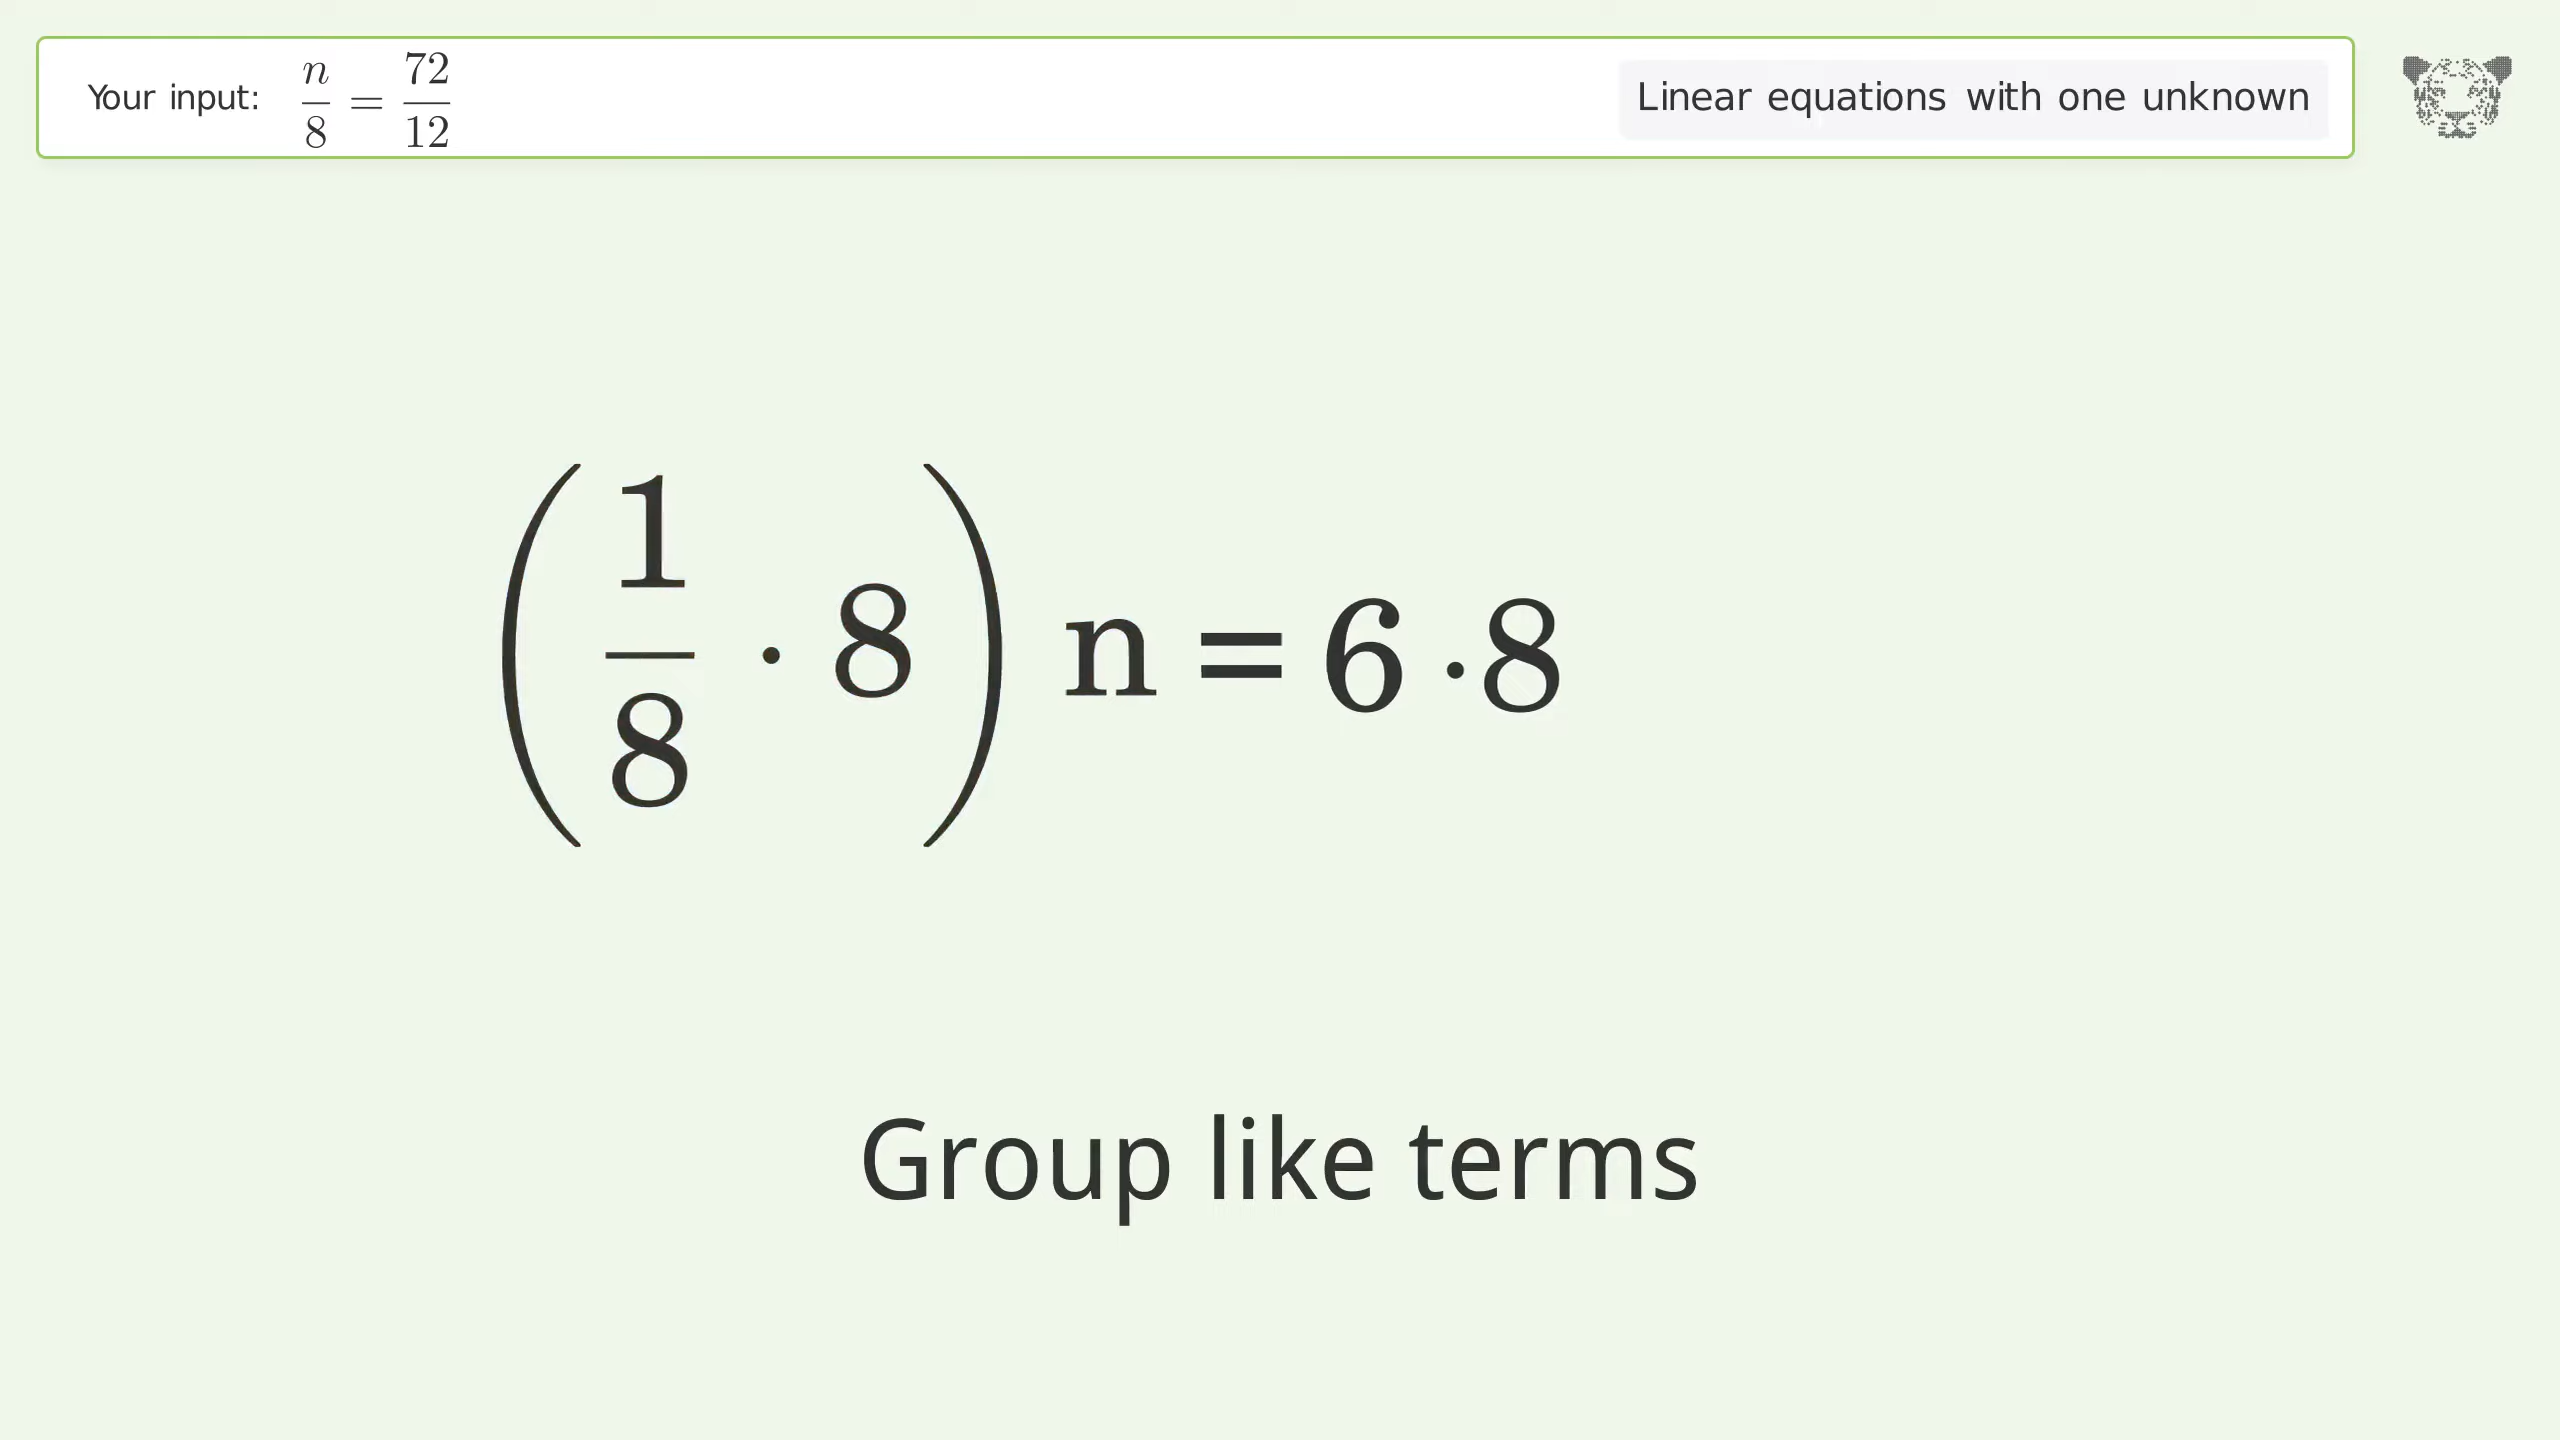 Your input: n/8 = 72/12
Linear equations with one unknown
(1/8 · 8) n = 6 · 8
Group like terms